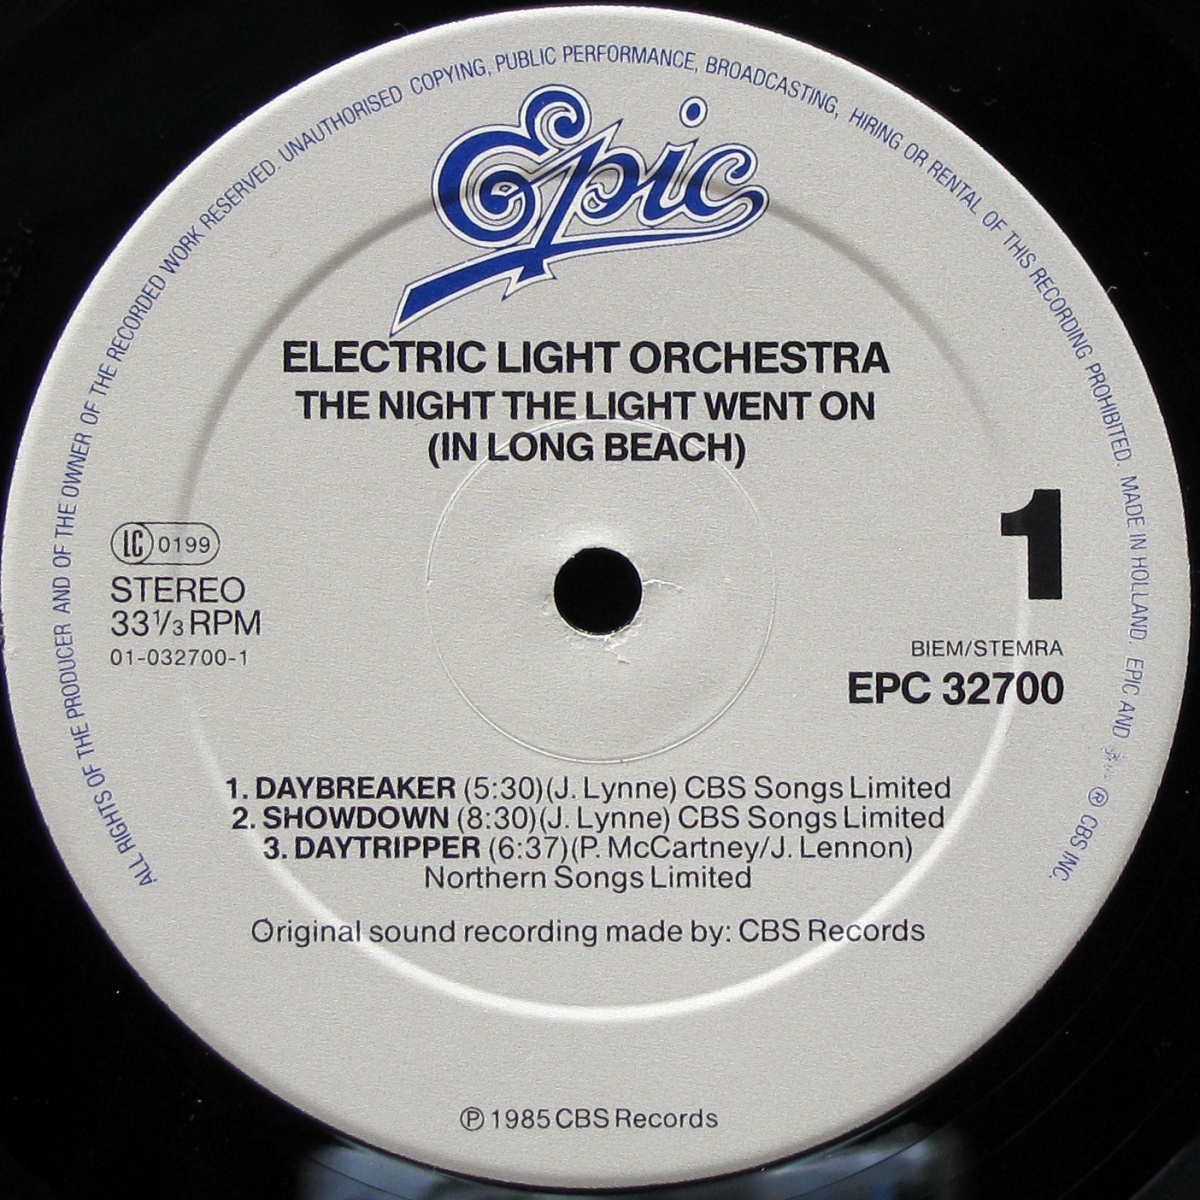 ALL RIGHTS OF THE PRODUCER AND OF THE OWNER OF THE RECORDED WORK RESERVED. UNAUTHORISED COPYING, PUBLIC PERFORMANCE, BROADCASTING, HIRING OR RENTAL OF THIS RECORDING PROHIBITED. MADE IN HOLLAND. EPIC AND ® CBS INC.
Epic
ELECTRIC LIGHT ORCHESTRA
THE NIGHT THE LIGHT WENT ON
(IN LONG BEACH)
1
LC 0199
STEREO
33 1/3 RPM
01-032700-1
BIEM/STEMRA
EPC 32700
1. DAYBREAKER (5:30)(J. Lynne) CBS Songs Limited
2. SHOWDOWN (8:30)(J. Lynne) CBS Songs Limited
3. DAYTRIPPER (6:37)(P. McCartney/J. Lennon)
Northern Songs Limited
Original sound recording made by: CBS Records
℗ 1985 CBS Records